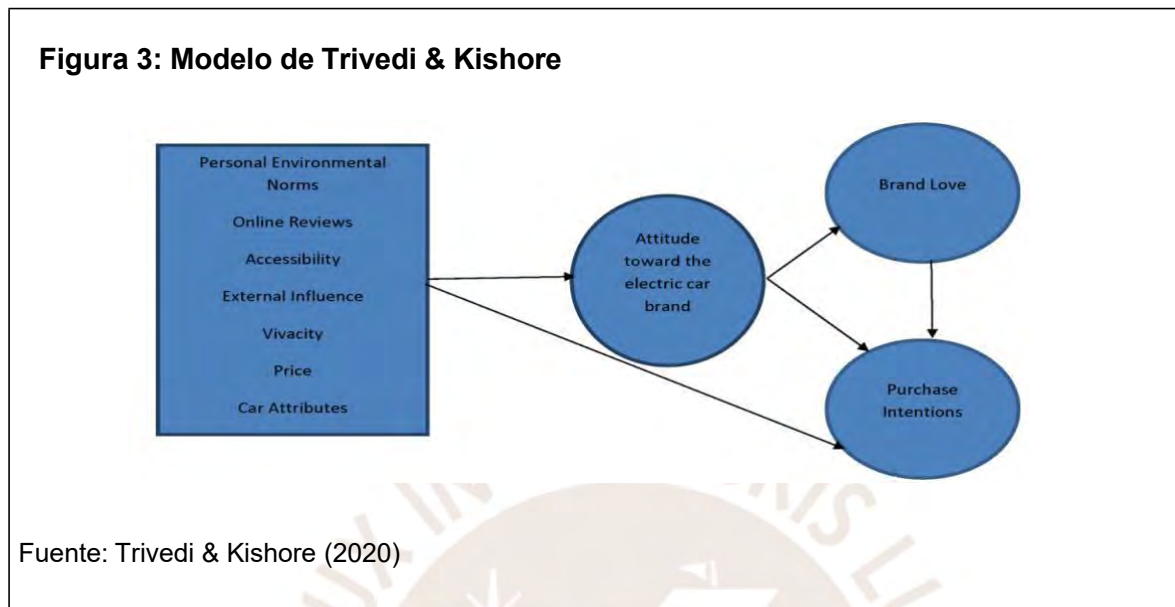 Figura 3: Modelo de Trivedi & Kishore
Personal Environmental
Norms
Online Reviews
Accessibility
External Influence
Vivacity
Price
Car Attributes
Attitude
toward the
electric car
brand
Brand Love
Purchase
Intentions
Fuente: Trivedi & Kishore (2020)